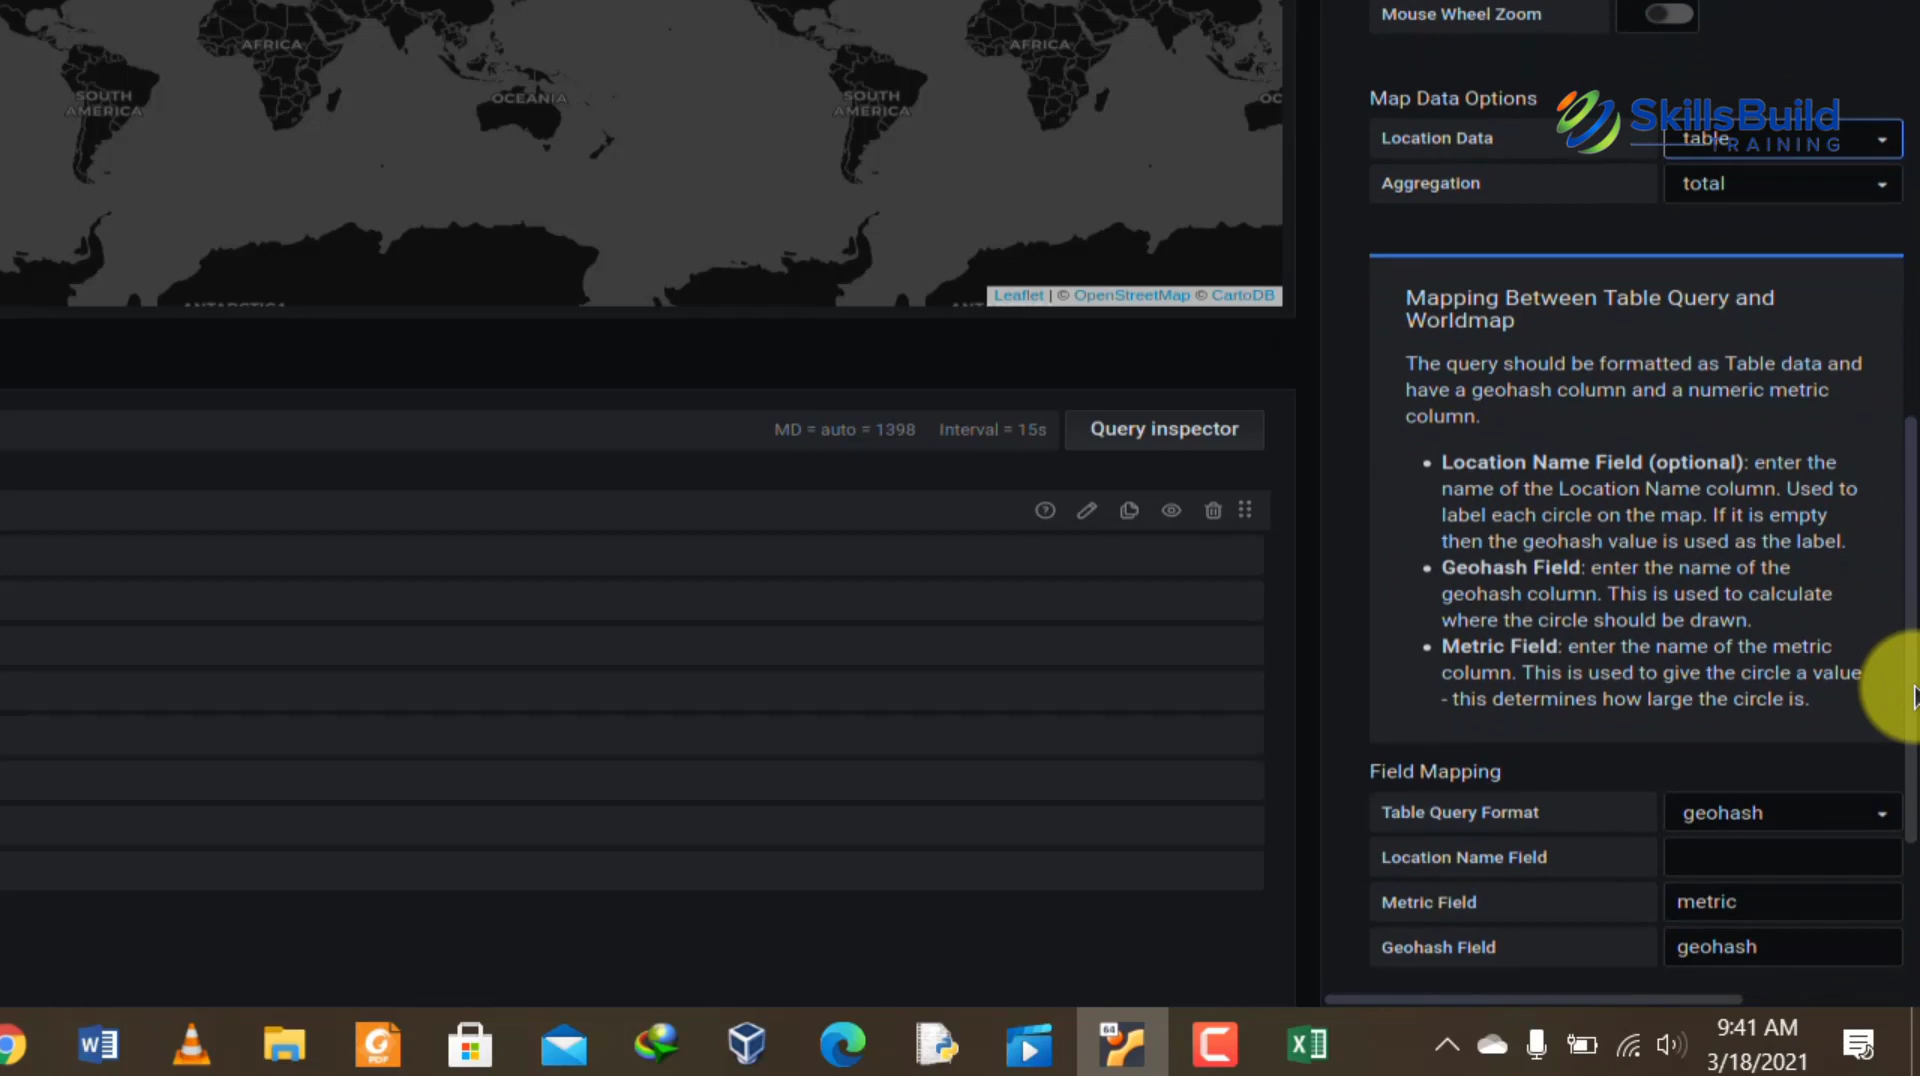 Mouse Wheel Zoom
AFRICA
AFRICA
SOUTH
AMERICA
OCEANIA
SOUTH
AMERICA
OC
Map Data Options
SkillsBuild
TRAINING
Location Data
table
Aggregation
total
Leaflet | © OpenStreetMap © CartoDB
Mapping Between Table Query and
Worldmap
The query should be formatted as Table data and
have a geohash column and a numeric metric
column.
MD = auto = 1398 Interval = 15s
Query inspector
• Location Name Field (optional): enter the
name of the Location Name column. Used to
label each circle on the map. If it is empty
then the geohash value is used as the label.
• Geohash Field: enter the name of the
geohash column. This is used to calculate
where the circle should be drawn.
• Metric Field: enter the name of the metric
column. This is used to give the circle a value
- this determines how large the circle is.
Field Mapping
Table Query Format
geohash
Location Name Field
Metric Field
metric
Geohash Field
geohash
W
PDF
64
X
9:41 AM
3/18/2021